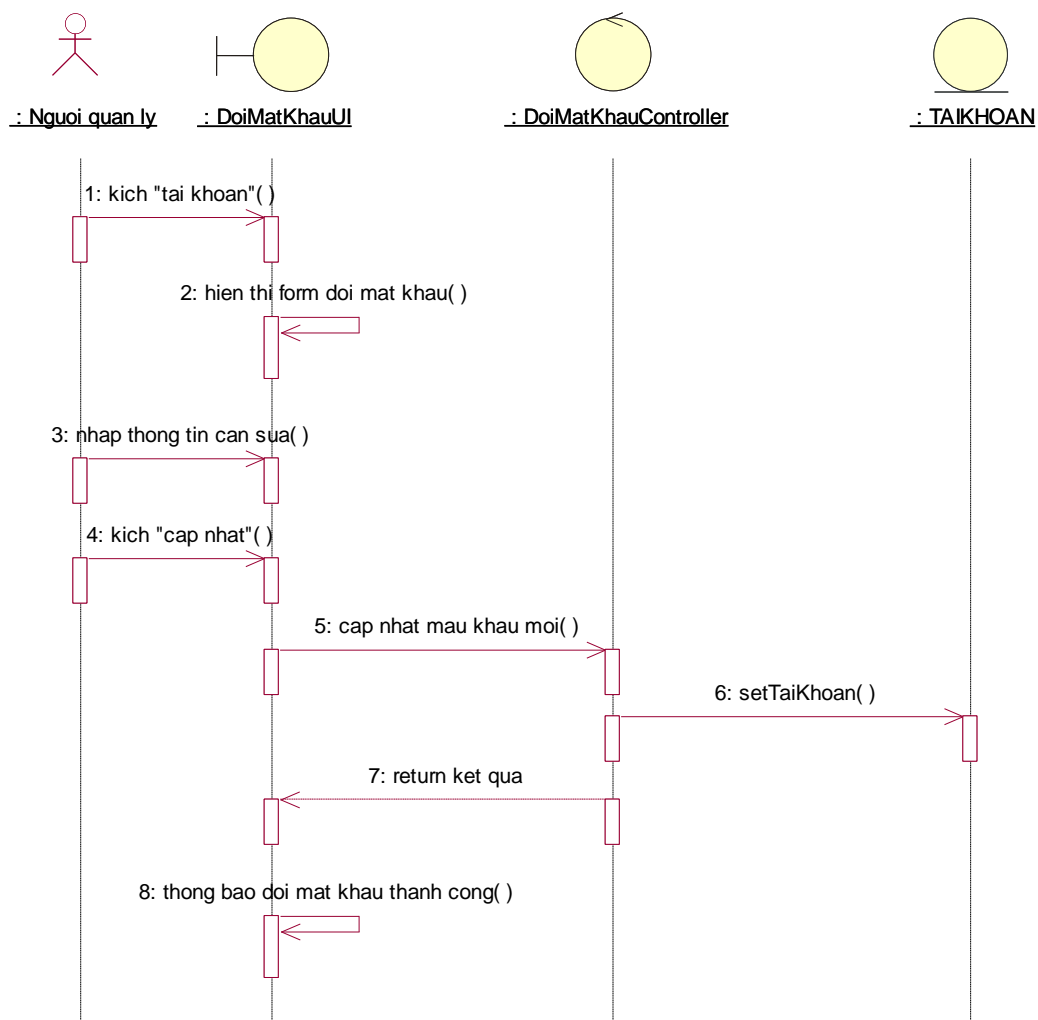 : Nguoi quan ly
: DoiMatKhauUI
: DoiMatKhauController
: TAIKHOAN
1: kich "tai khoan"( )
2: hien thi form doi mat khau( )
3: nhap thong tin can sua( )
4: kich "cap nhat"( )
5: cap nhat mau khau moi( )
6: setTaiKhoan( )
7: return ket qua
8: thong bao doi mat khau thanh cong( )